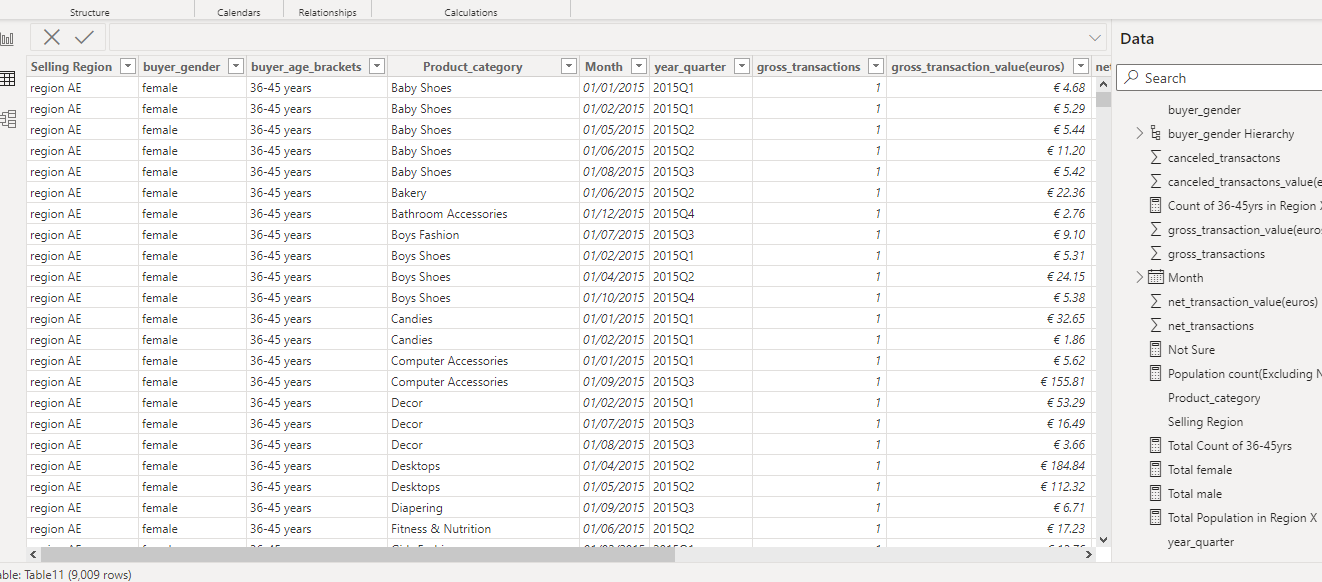 Structure Calendars Relationships Calculations
Data
Search
Selling Region buyer_gender buyer_age_brackets Product_category Month year_quarter gross_transactions gross_transaction_value(euros)
region AE female 36-45 years Baby Shoes 01/01/2015 2015Q1 1 € 4.68
region AE female 36-45 years Baby Shoes 01/02/2015 2015Q1 1 € 5.29
region AE female 36-45 years Baby Shoes 01/05/2015 2015Q2 1 € 5.44
region AE female 36-45 years Baby Shoes 01/06/2015 2015Q2 1 € 11.20
region AE female 36-45 years Baby Shoes 01/08/2015 2015Q3 1 € 5.42
region AE female 36-45 years Bakery 01/06/2015 2015Q2 1 € 22.36
region AE female 36-45 years Bathroom Accessories 01/12/2015 2015Q4 1 € 2.76
region AE female 36-45 years Boys Fashion 01/07/2015 2015Q3 1 € 9.10
region AE female 36-45 years Boys Shoes 01/02/2015 2015Q1 1 € 5.31
region AE female 36-45 years Boys Shoes 01/04/2015 2015Q2 1 € 24.15
region AE female 36-45 years Boys Shoes 01/10/2015 2015Q4 1 € 5.38
region AE female 36-45 years Candies 01/01/2015 2015Q1 1 € 32.65
region AE female 36-45 years Candies 01/02/2015 2015Q1 1 € 1.86
region AE female 36-45 years Computer Accessories 01/01/2015 2015Q1 1 € 5.62
region AE female 36-45 years Computer Accessories 01/09/2015 2015Q3 1 € 155.81
region AE female 36-45 years Decor 01/02/2015 2015Q1 1 € 53.29
region AE female 36-45 years Decor 01/07/2015 2015Q3 1 € 16.49
region AE female 36-45 years Decor 01/08/2015 2015Q3 1 € 3.66
region AE female 36-45 years Desktops 01/04/2015 2015Q2 1 € 184.84
region AE female 36-45 years Desktops 01/05/2015 2015Q2 1 € 112.32
region AE female 36-45 years Diapering 01/09/2015 2015Q3 1 € 6.71
region AE female 36-45 years Fitness & Nutrition 01/06/2015 2015Q2 1 € 17.23
buyer_gender
buyer_gender Hierarchy
canceled_transactons
canceled_transactons_value(e
Count of 36-45yrs in Region X
gross_transaction_value(euros
gross_transactions
Month
net_transaction_value(euros)
net_transactions
Not Sure
Population count(Excluding N
Product_category
Selling Region
Total Count of 36-45yrs
Total female
Total male
Total Population in Region X
year_quarter
able: Table11 (9,009 rows)